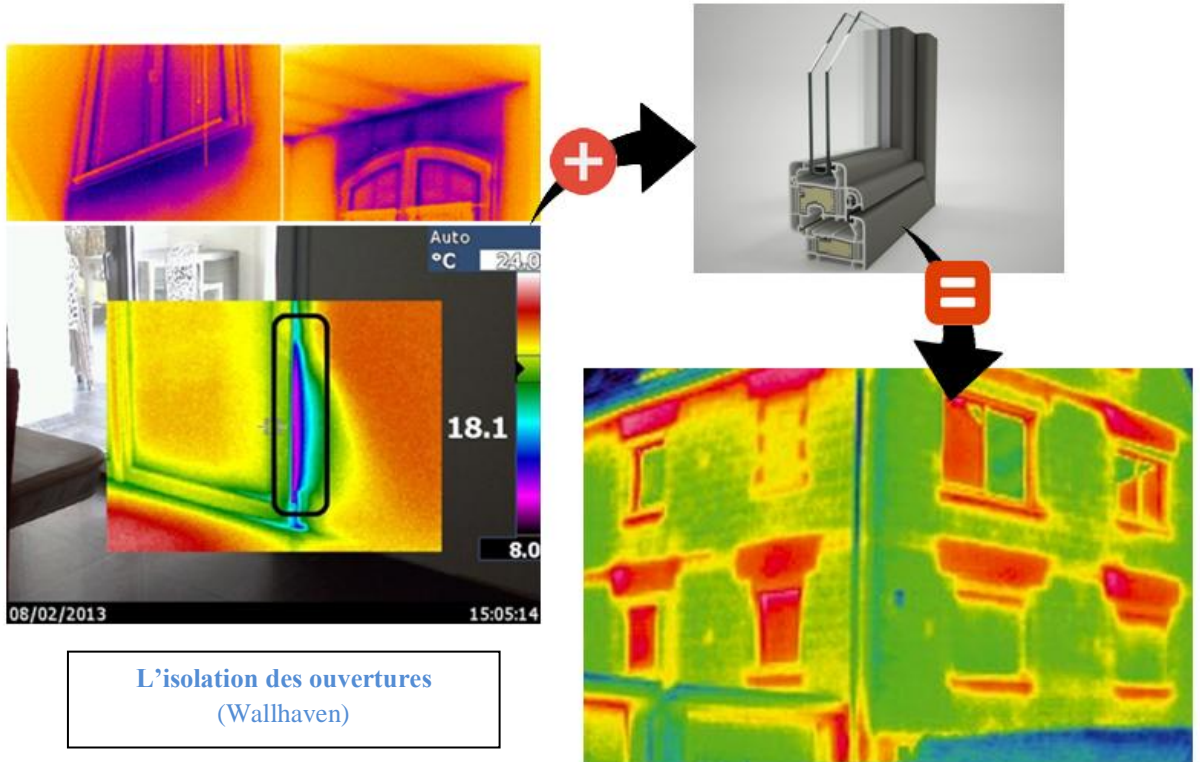 Auto
°C 24.0
18.1
8.0
08/02/2013 15:05:14
L'isolation des ouvertures
(Wallhaven)